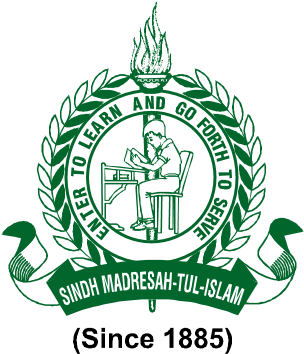 ENTER TO LEARN AND GO FORTH TO SERVE
SINDH MADRESAH-TUL-ISLAM
(Since 1885)